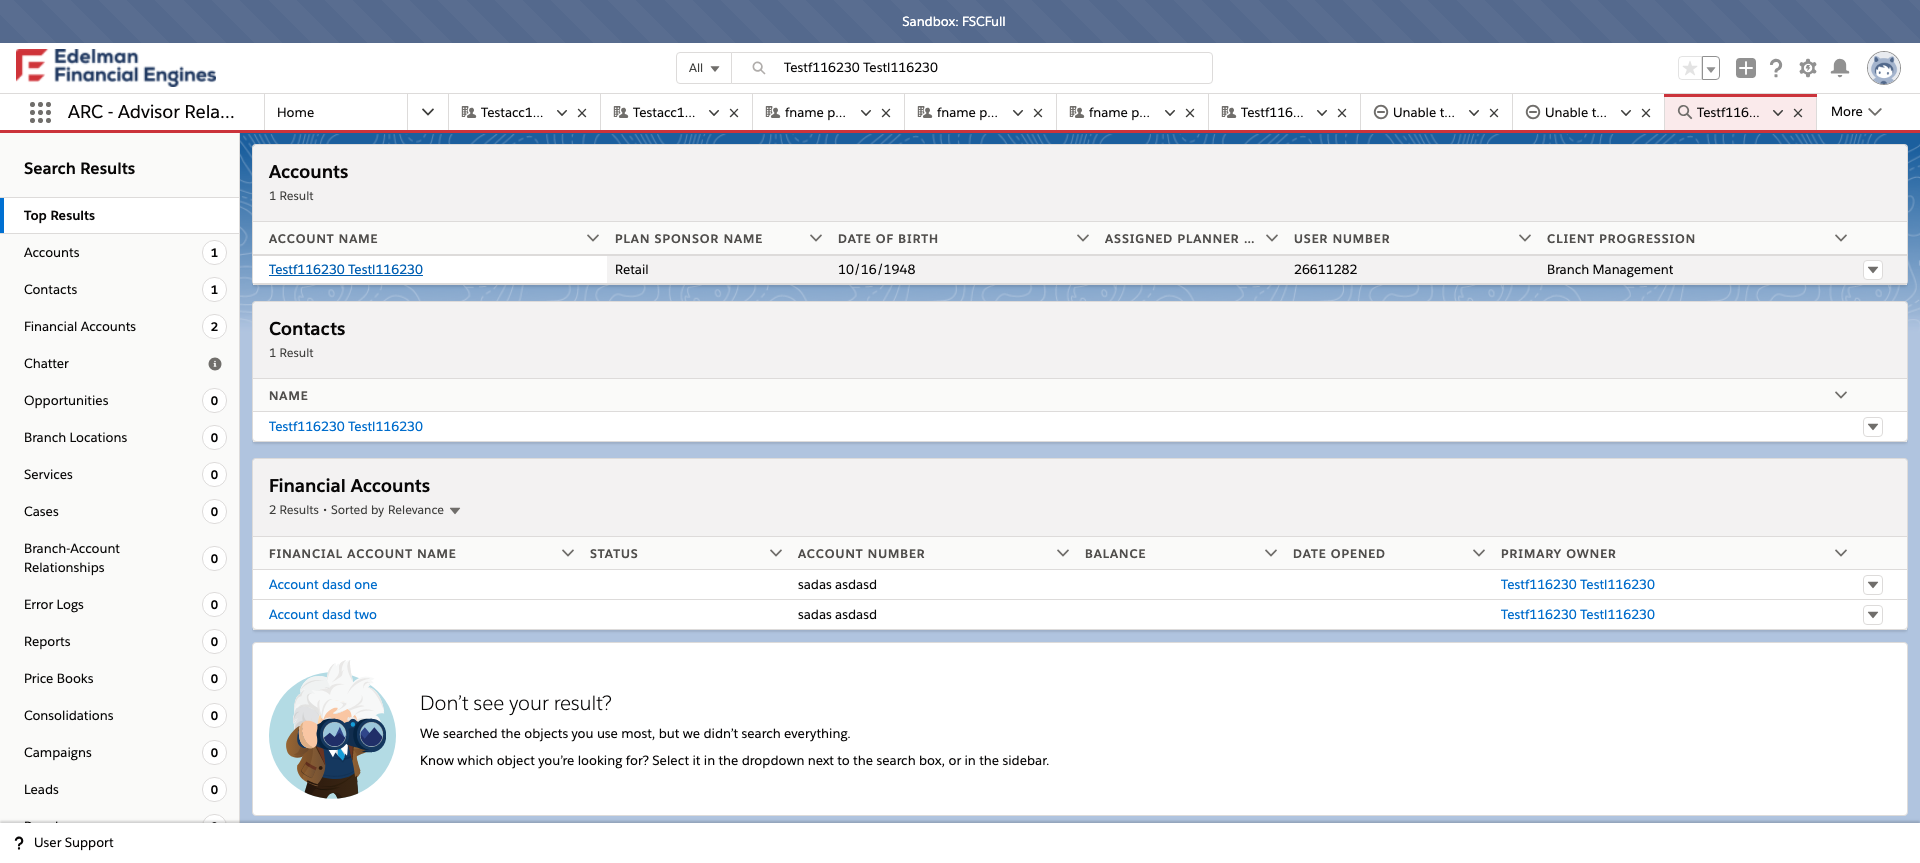 Sandbox: FSCFull
Edelman
Financial Engines
All
Testf116230 Testl116230
ARC - Advisor Rela...
Home
Testacc1...
Testacc1...
fname p...
fname p...
fname p...
Testf116...
Unable t...
Unable t...
Testf116...
More
Search Results
Top Results
Accounts 1
Contacts 1
Financial Accounts 2
Chatter
Opportunities 0
Branch Locations 0
Services 0
Cases 0
Branch-Account
Relationships 0
Error Logs 0
Reports 0
Price Books 0
Consolidations 0
Campaigns 0
Leads 0
Accounts
1 Result
ACCOUNT NAME PLAN SPONSOR NAME DATE OF BIRTH ASSIGNED PLANNER ... USER NUMBER CLIENT PROGRESSION
Testf116230 Testl116230 Retail 10/16/1948 26611282 Branch Management
Contacts
1 Result
NAME
Testf116230 Testl116230
Financial Accounts
2 Results • Sorted by Relevance
FINANCIAL ACCOUNT NAME STATUS ACCOUNT NUMBER BALANCE DATE OPENED PRIMARY OWNER
Account dasd one sadas asdasd Testf116230 Testl116230
Account dasd two sadas asdasd Testf116230 Testl116230
Don't see your result?
We searched the objects you use most, but we didn't search everything.
Know which object you're looking for? Select it in the dropdown next to the search box, or in the sidebar.
? User Support